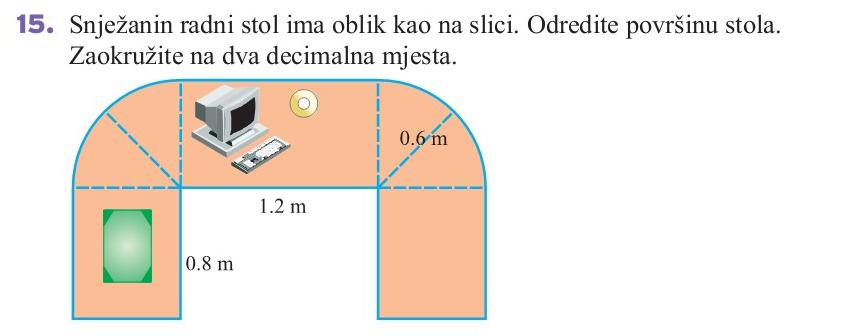 15. Snježanin radni stol ima oblik kao na slici. Odredite površinu stola.
Zaokružite na dva decimalna mjesta.
0.6 m
1.2 m
0.8 m